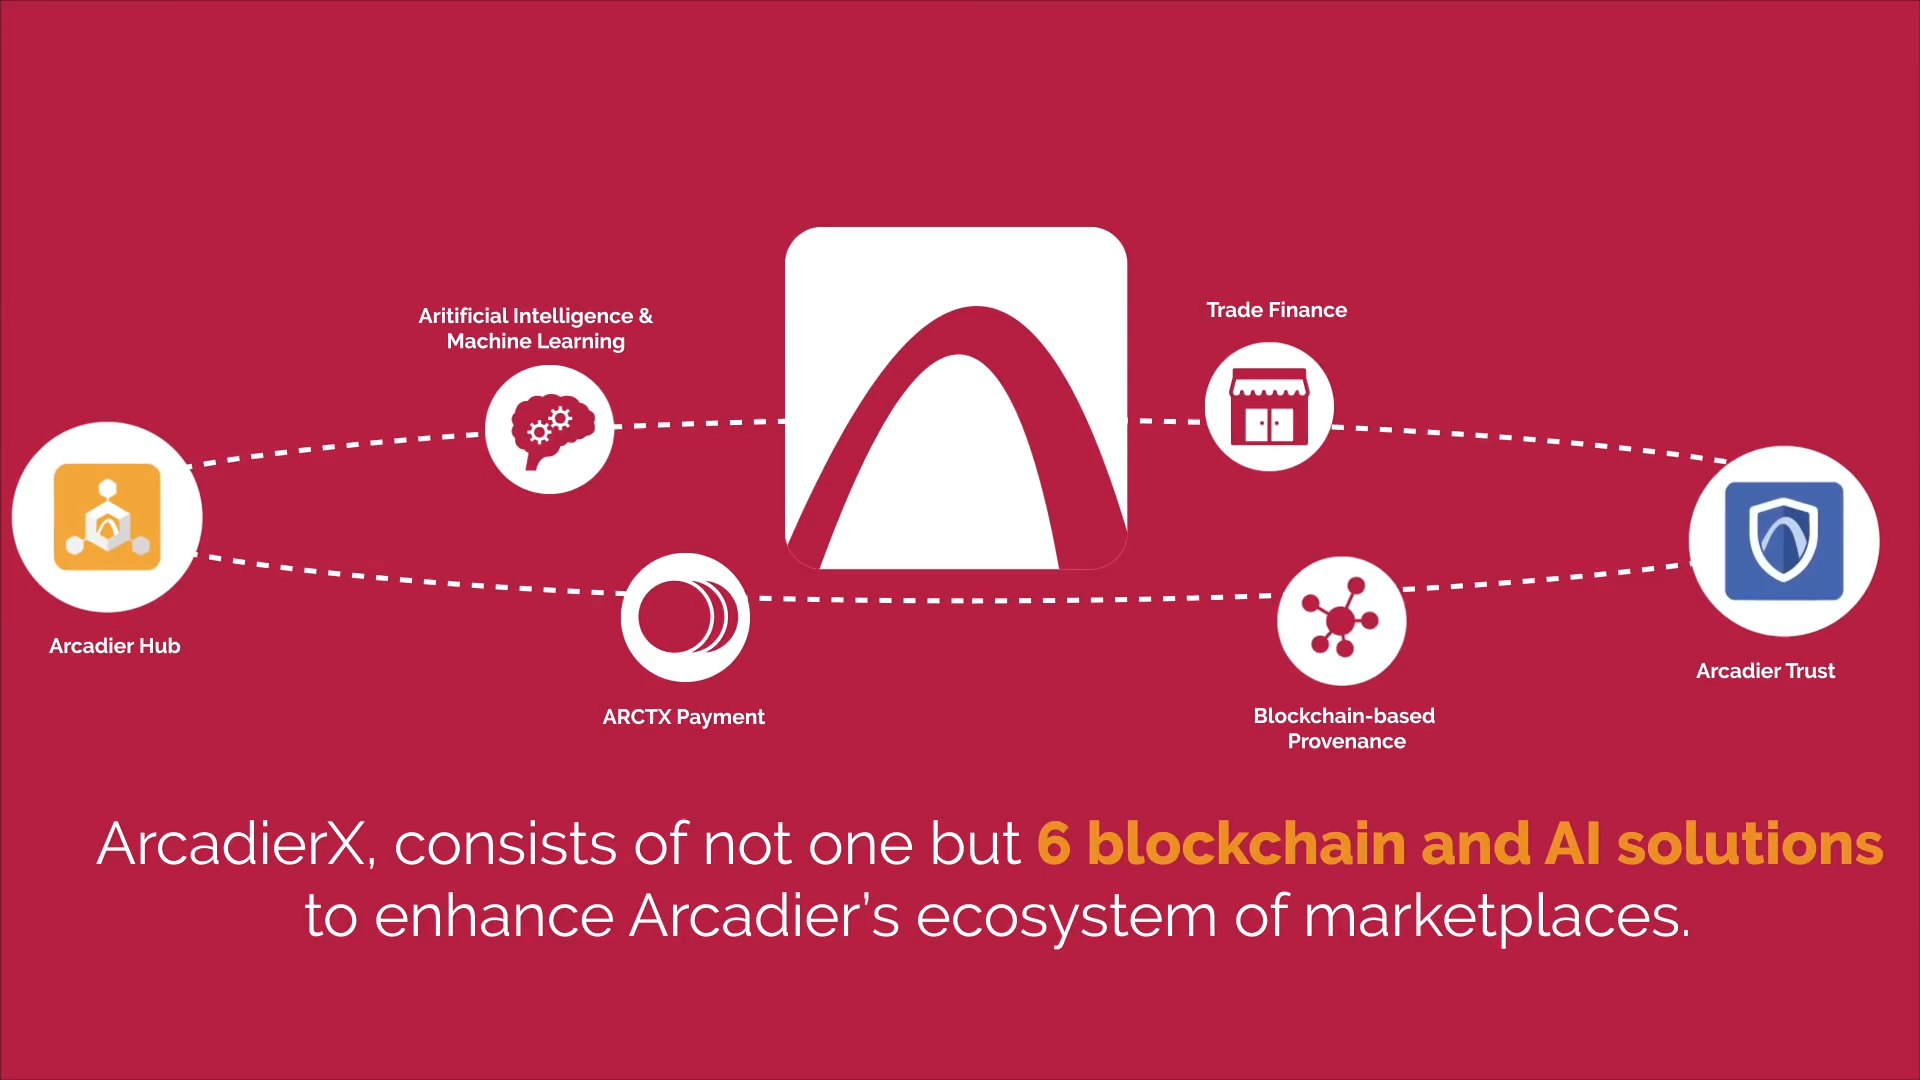 Aritificial Intelligence &
Machine Learning
Trade Finance
Arcadier Hub
ARCTX Payment
Blockchain-based
Provenance
Arcadier Trust
ArcadierX, consists of not one but 6 blockchain and AI solutions
to enhance Arcadier’s ecosystem of marketplaces.